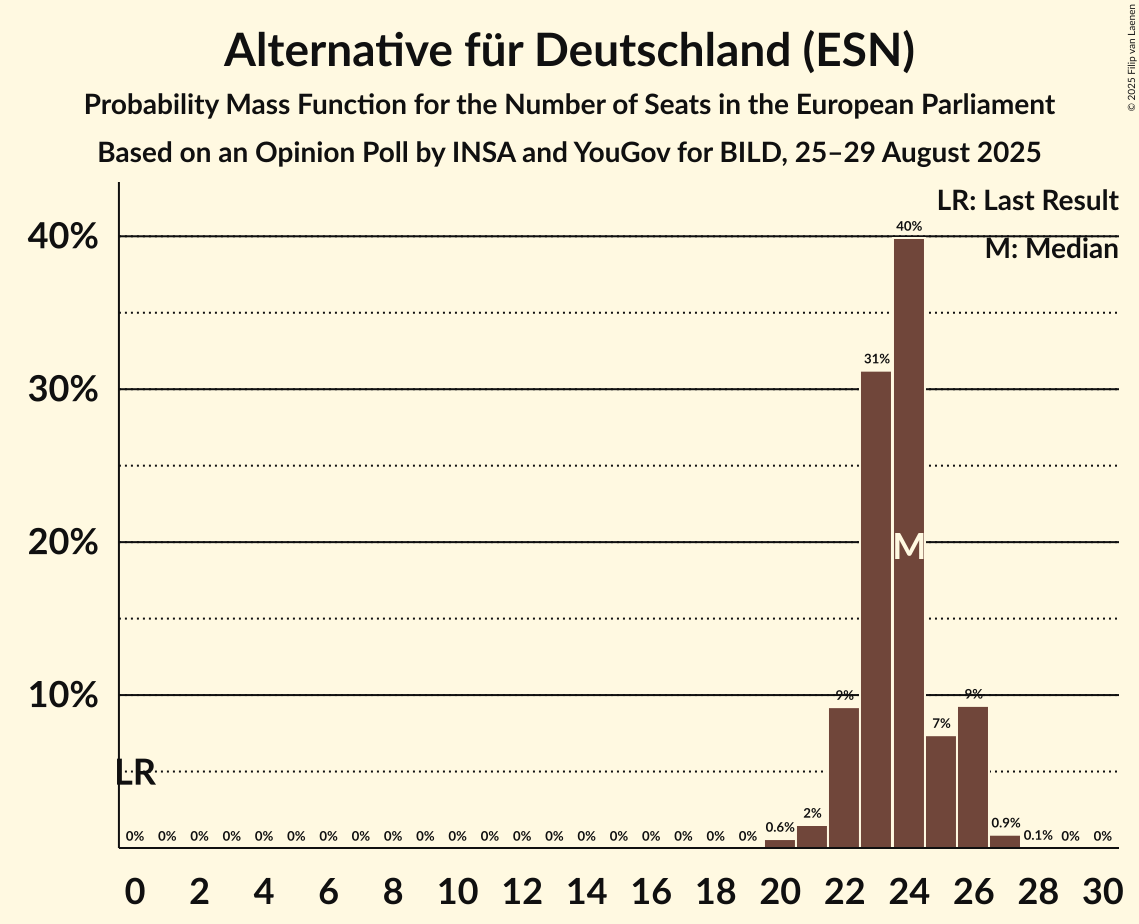 Alternative für Deutschland (ESN)
Probability Mass Function for the Number of Seats in the European Parliament
Based on an Opinion Poll by INSA and YouGov for BILD, 25–29 August 2025
© 2025 Filip van Laenen
LR: Last Result
M: Median
40%
30%
20%
10%
LR
M
0% 0% 0% 0% 0% 0% 0% 0% 0% 0% 0% 0% 0% 0% 0% 0% 0% 0% 0% 0% 0.6% 2% 9% 31% 40% 7% 9% 0.9% 0.1% 0% 0%
0 2 4 6 8 10 12 14 16 18 20 22 24 26 28 30